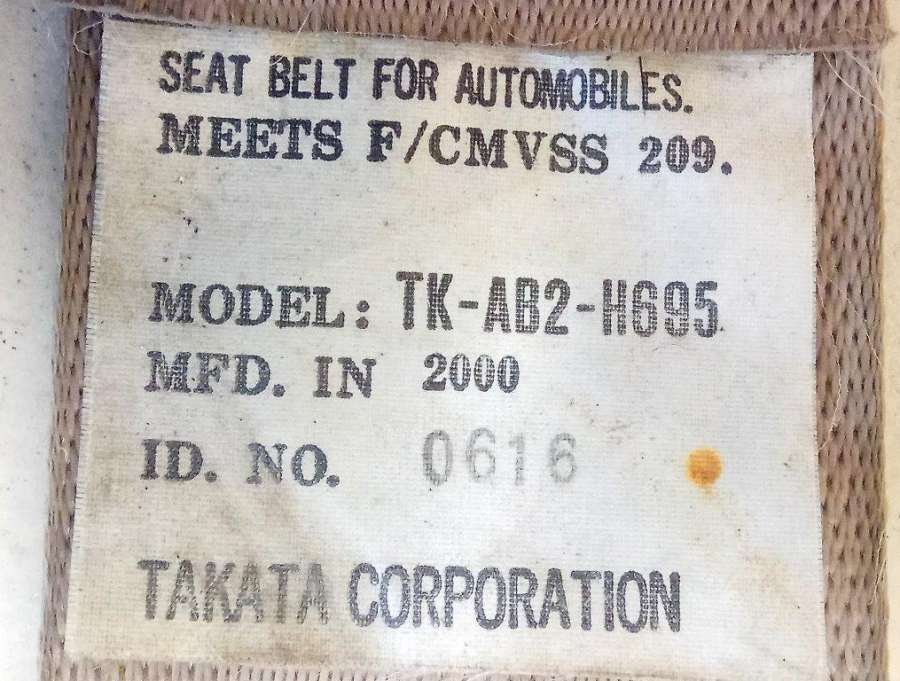 SEAT BELT FOR AUTOMOBILES.
MEETS F/CMVSS 209.
MODEL: TK-AB2-H695
MFD. IN 2000
ID. NO. 0616
TAKATA CORPORATION